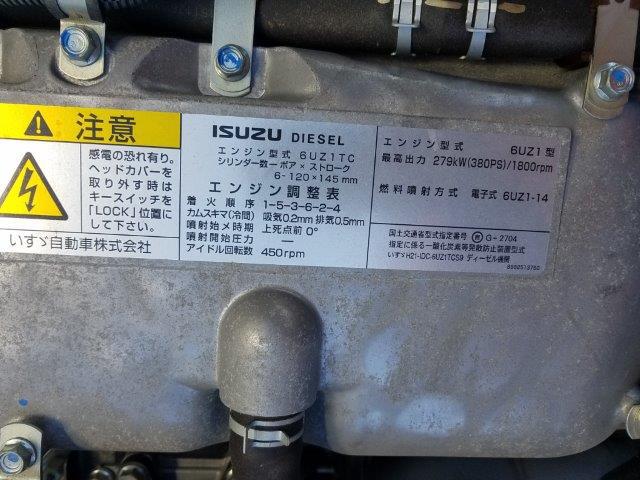 注意
感電の恐れ有り。
ヘッドカバーを
取り外す時は
キースイッチを
「LOCK」位置に
して下さい。
いすゞ自動車株式会社
ISUZU DIESEL
エンジン型式 6UZ1TC
シリンダ数ーボア×ストローク
6-120×145mm
エンジン調整表
着火順序 1-5-3-6-2-4
カムスキマ(冷間) 吸気0.2mm 排気0.5mm
噴射始メ時期 上死点前 0°
噴射開始圧力 ―
アイドル回転数 450rpm
エンジン型式 6UZ1型
最高出力 279kW(380PS)/1800rpm
燃料噴射方式 電子式 6UZ1-14
国土交通省型式指定番号 G-2704
指定に係る一酸化炭素等発散防止装置型式
いすゞH21-IDC-6UZ1TCS9 ディーゼル機関